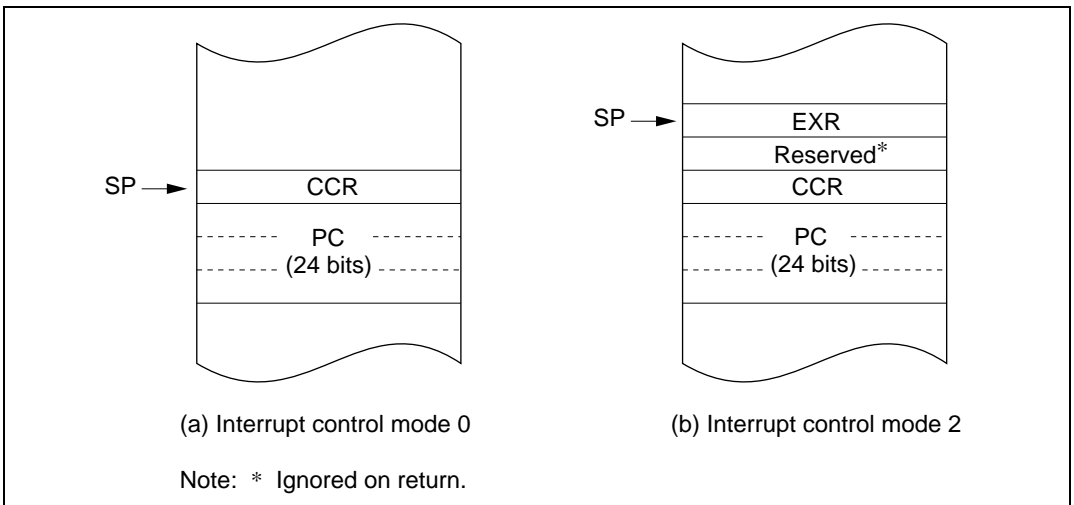 SP
CCR
PC
(24 bits)
(a) Interrupt control mode 0
SP
EXR
Reserved*
CCR
PC
(24 bits)
(b) Interrupt control mode 2
Note: * Ignored on return.